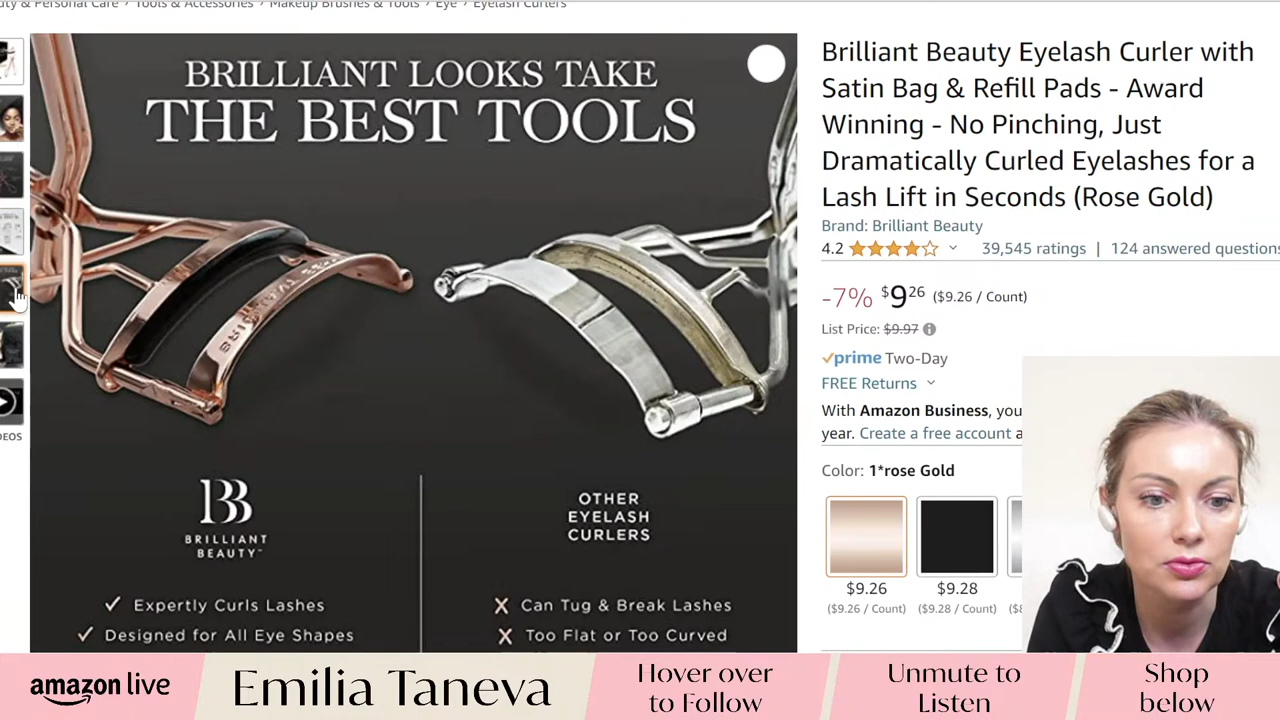 Beauty & Personal Care › Tools & Accessories › Makeup Brushes & Tools › Eye › Eyelash Curlers
BRILLIANT LOOKS TAKE
THE BEST TOOLS
BRILLIANT
BEAUTY™
OTHER
EYELASH
CURLERS
✓ Expertly Curls Lashes
✓ Designed for All Eye Shapes
X Can Tug & Break Lashes
X Too Flat or Too Curved
DEOS
Brilliant Beauty Eyelash Curler with
Satin Bag & Refill Pads - Award
Winning - No Pinching, Just
Dramatically Curled Eyelashes for a
Lash Lift in Seconds (Rose Gold)
Brand: Brilliant Beauty
4.2 39,545 ratings | 124 answered questions
-7% $9 26 ($9.26 / Count)
List Price: $9.97
prime Two-Day
FREE Returns
With Amazon Business, you
year. Create a free account a
Color: 1*rose Gold
$9.26 $9.28
($9.26 / Count) ($9.28 / Count)
amazon live
Emilia Taneva
Hover over
to Follow
Unmute to
Listen
Shop
below